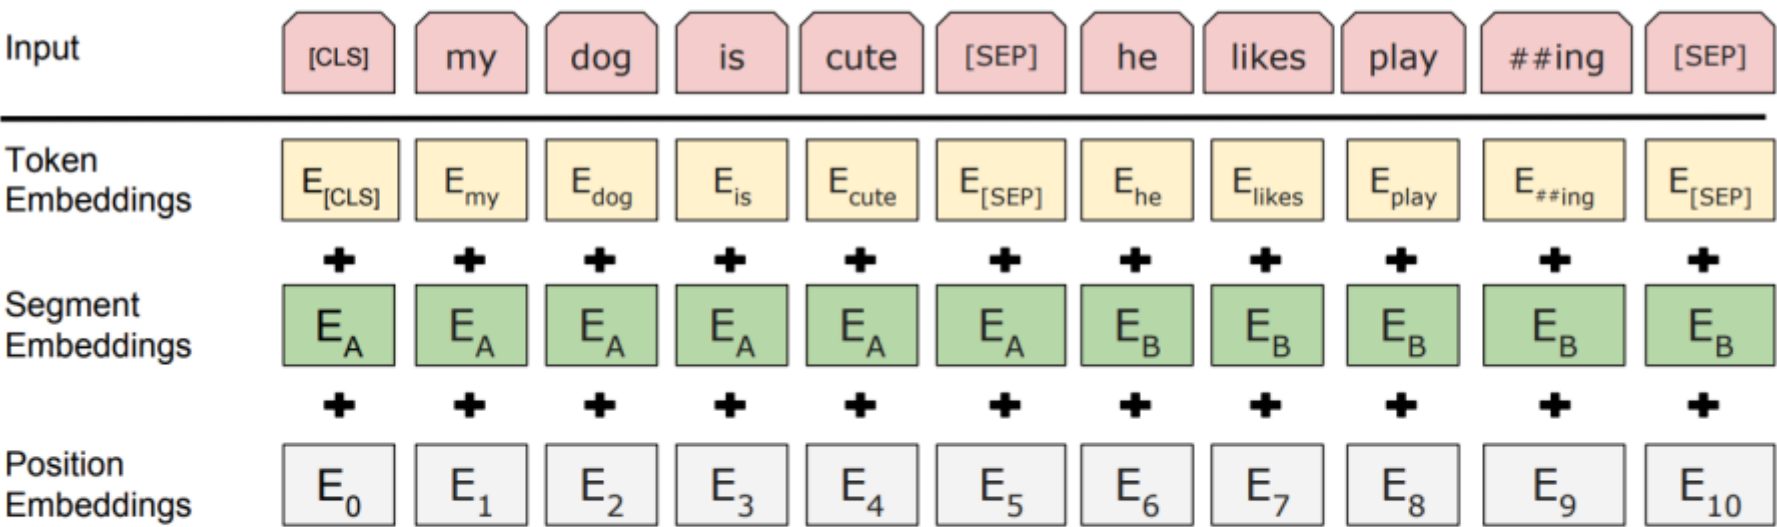 Input [CLS] my dog is cute [SEP] he likes play ##ing [SEP]
Token
Embeddings E[CLS] Emy Edog Eis Ecute E[SEP] Ehe Elikes Eplay E##ing E[SEP]
+ + + + + + + + + + +
Segment
Embeddings EA EA EA EA EA EA EB EB EB EB EB
+ + + + + + + + + + +
Position
Embeddings E0 E1 E2 E3 E4 E5 E6 E7 E8 E9 E10